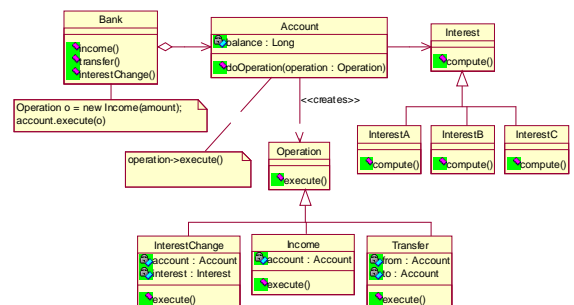 Bank
income()
transfer()
interestChange()
Account
balance : Long
doOperation(operation : Operation)
Interest
compute()
Operation o = new Income(amount);
account.execute(o)
<<creates>>
operation->execute()
Operation
execute()
InterestA
compute()
InterestB
compute()
InterestC
compute()
InterestChange
account : Account
interest : Interest
execute()
Income
account : Account
execute()
Transfer
from : Account
to : Account
execute()